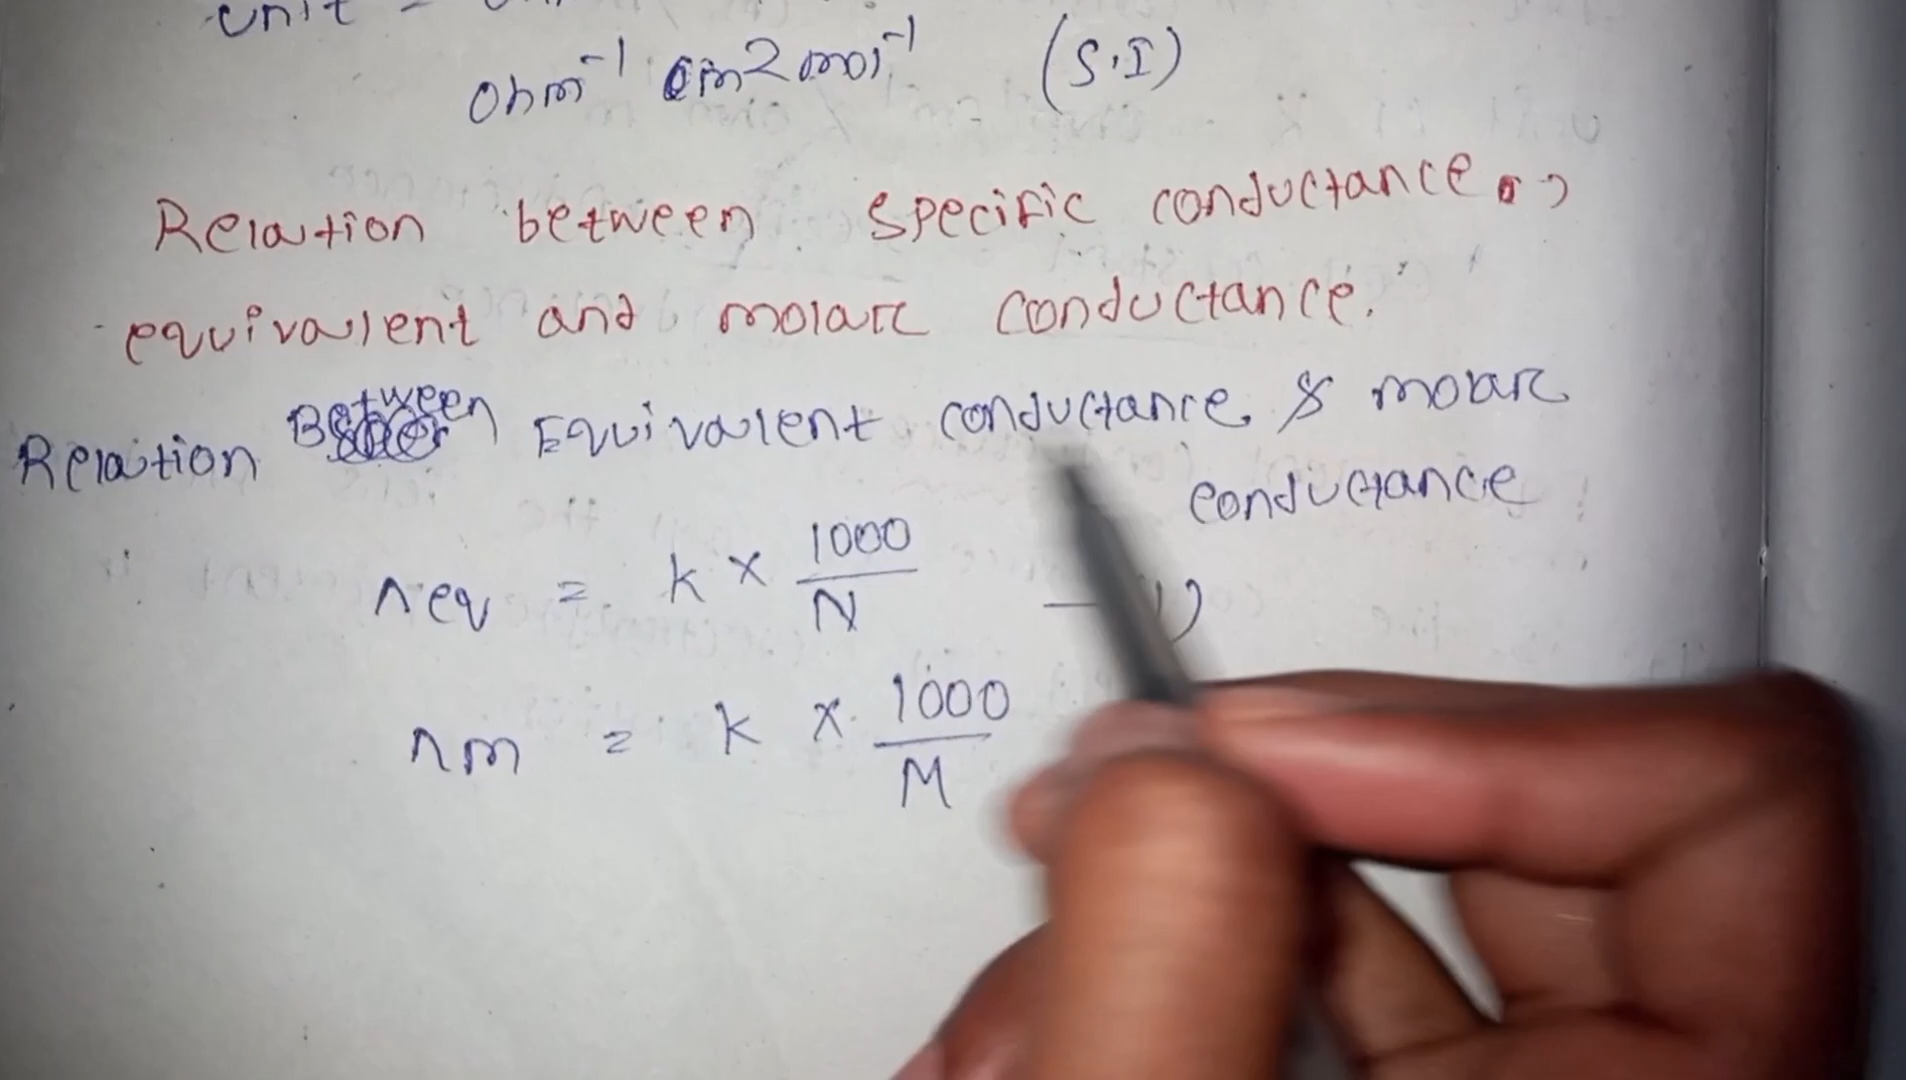 unit =
ohm⁻¹ cm2 mol⁻¹ (S.I)
Relation between specific conductance,
equivalent and molar conductance.
Relation Between Equivalent conductance & molar
conductance
Λeq = k × 1000/N
Λm = k × 1000/M